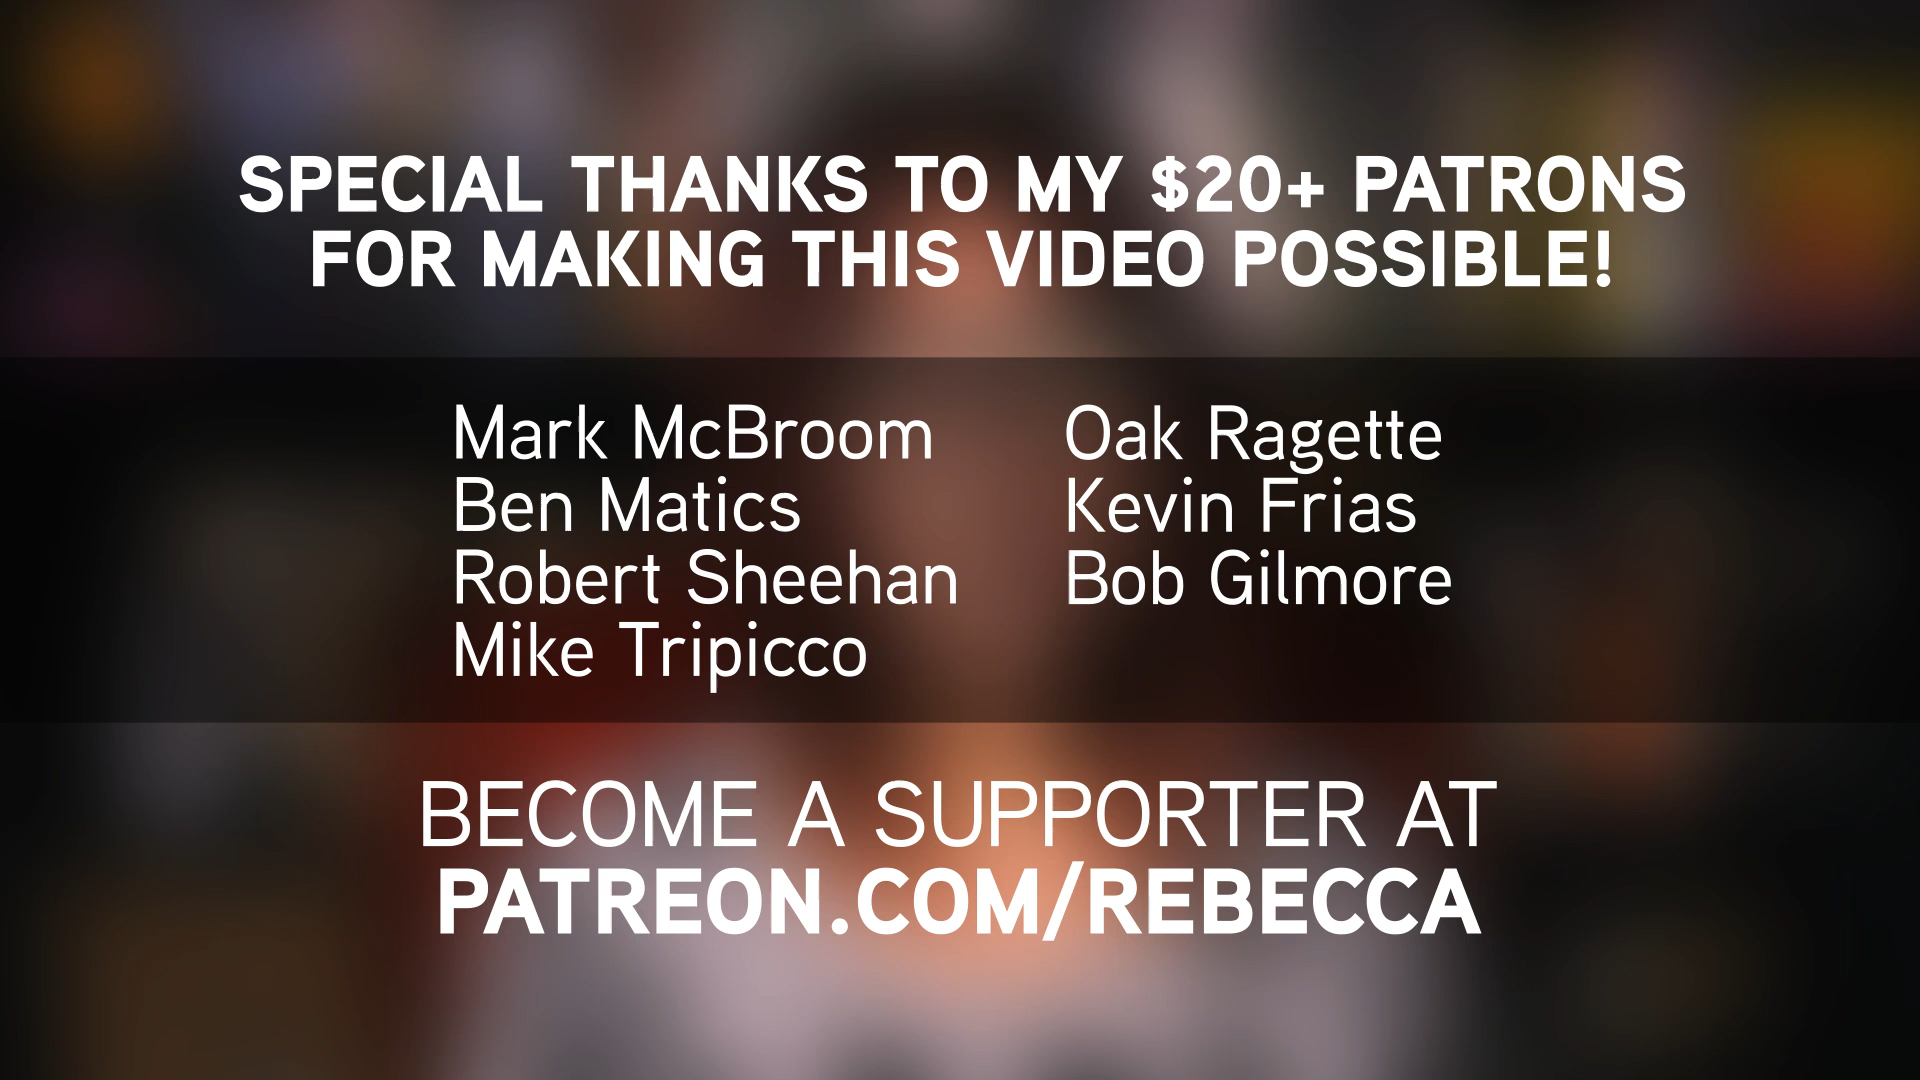 SPECIAL THANKS TO MY $20+ PATRONS
FOR MAKING THIS VIDEO POSSIBLE!
Mark McBroom
Ben Matics
Robert Sheehan
Mike Tripicco
Oak Ragette
Kevin Frias
Bob Gilmore
BECOME A SUPPORTER AT
PATREON.COM/REBECCA